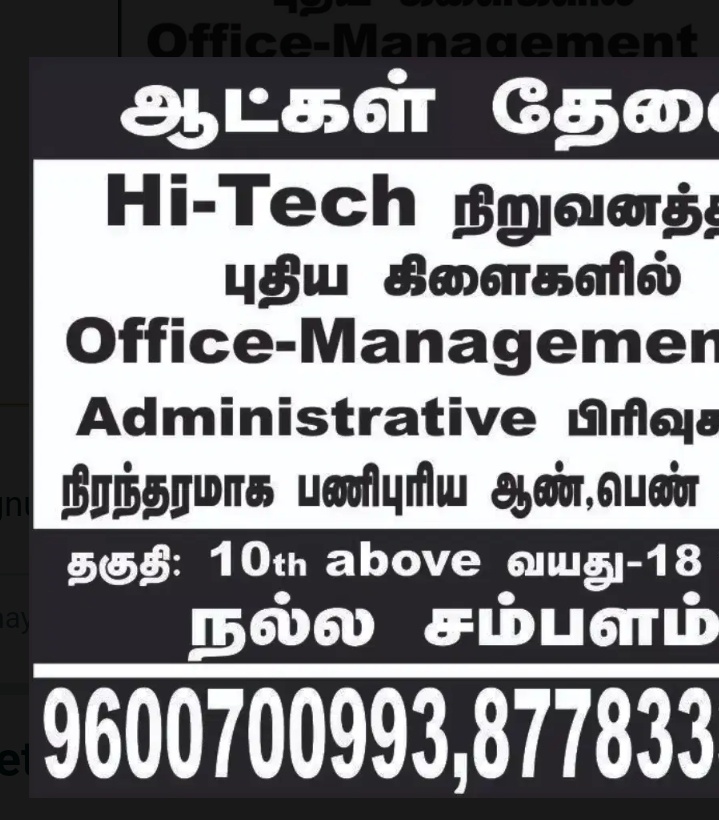 Office-Management
ஆட்கள்
Hi-Tech
புதிய கிளைகளில்
Office-Managemen
Administrative
நிரந்தரமாக பணிபுரிய ஆண்,பெண்
தகுதி: 10th above வயது-18
நல்ல சம்பளம்
9600700993,877833